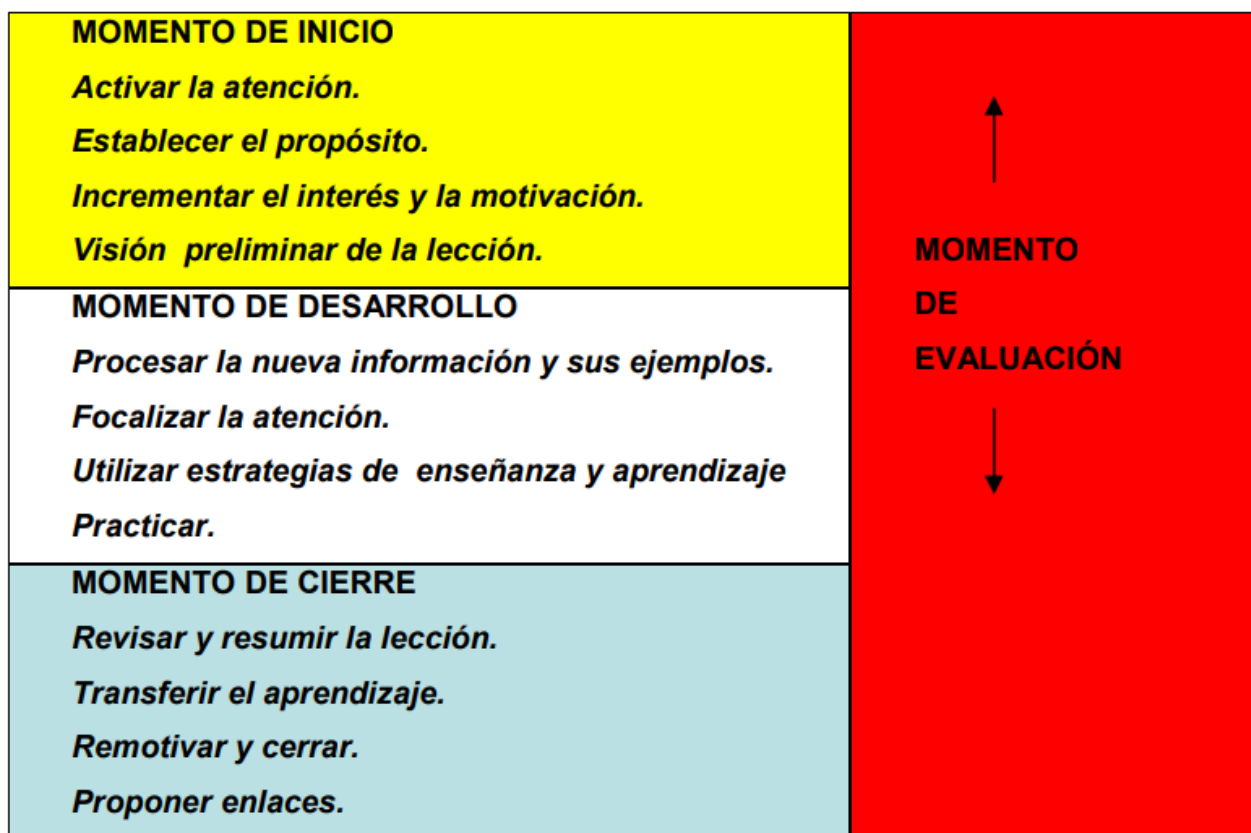 MOMENTO DE INICIO
Activar la atención.
Establecer el propósito.
Incrementar el interés y la motivación.
Visión preliminar de la lección.
MOMENTO DE DESARROLLO
Procesar la nueva información y sus ejemplos.
Focalizar la atención.
Utilizar estrategias de enseñanza y aprendizaje
Practicar.
MOMENTO DE CIERRE
Revisar y resumir la lección.
Transferir el aprendizaje.
Remotivar y cerrar.
Proponer enlaces.
MOMENTO
DE
EVALUACIÓN